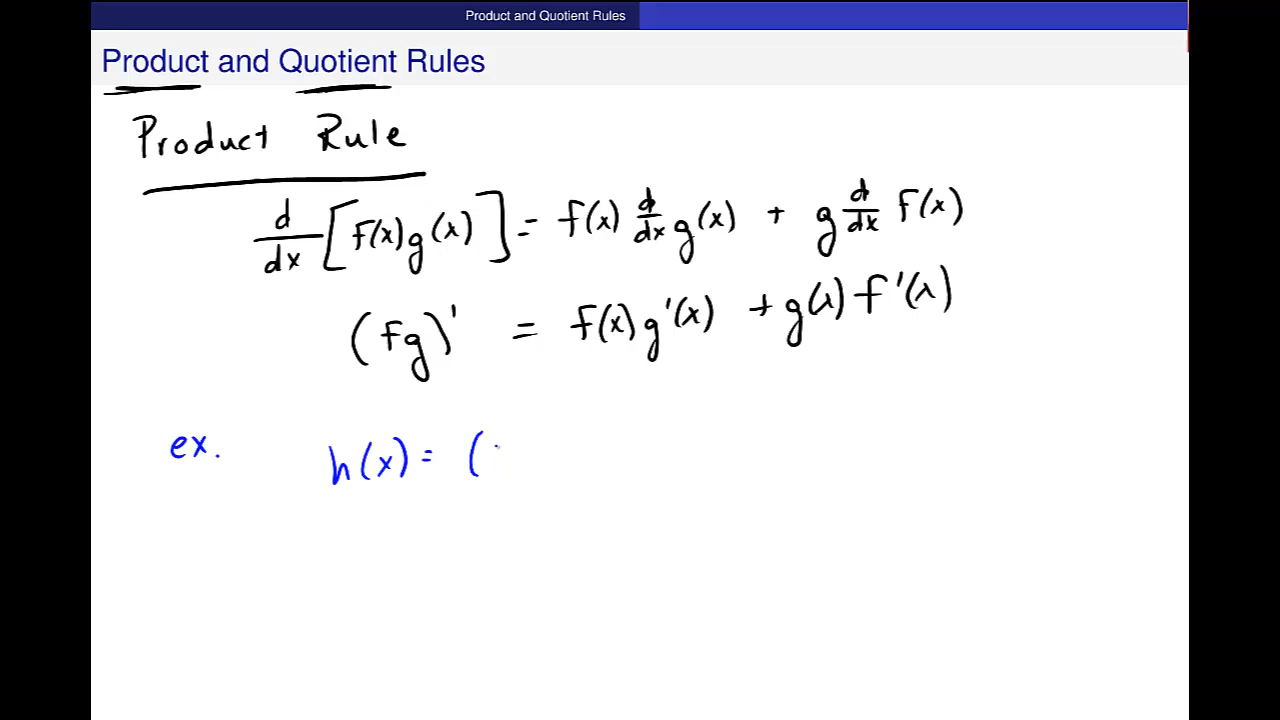 Product and Quotient Rules
Product and Quotient Rules
Product Rule
d/dx [f(x)g(x)] = f(x) d/dx g(x) + g d/dx f(x)
(fg)' = f(x)g'(x) + g(x)f'(x)
ex. h(x) = (